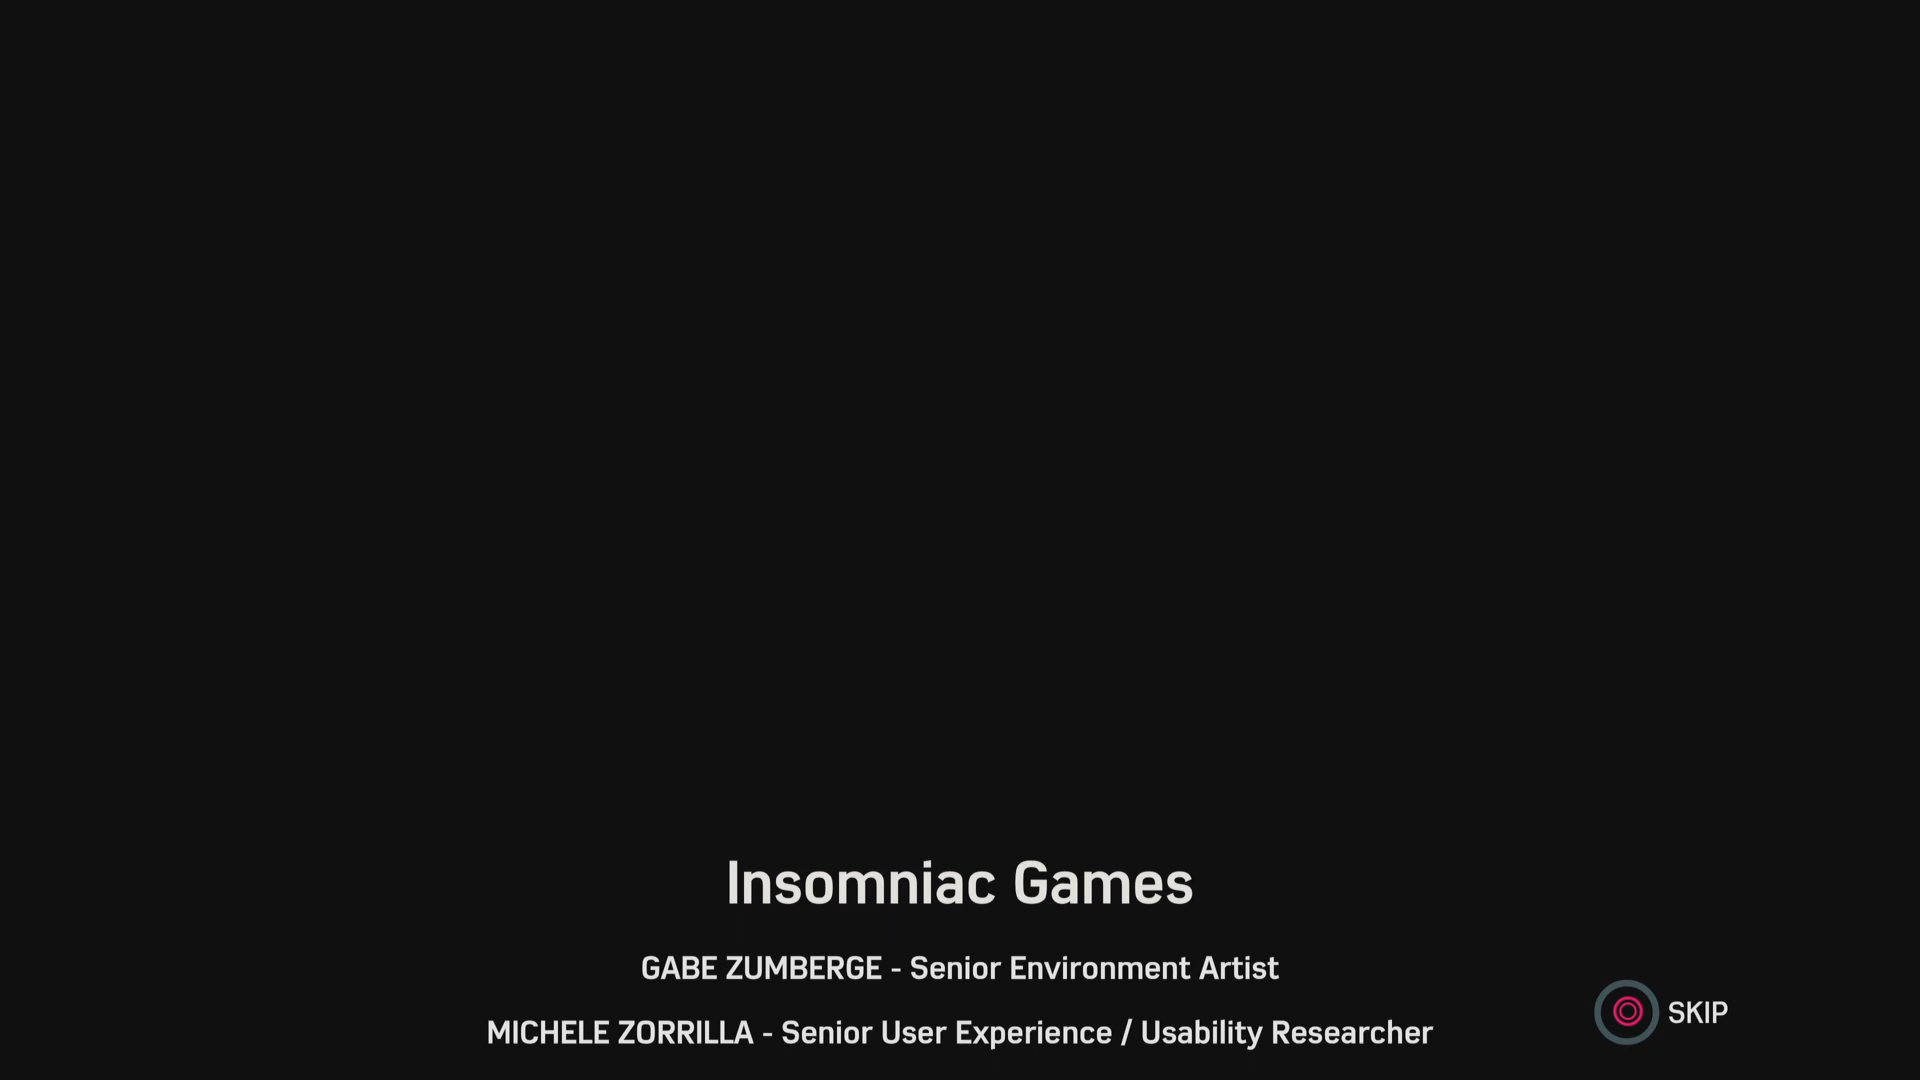 Insomniac Games
GABE ZUMBERGE - Senior Environment Artist
MICHELE ZORRILLA - Senior User Experience / Usability Researcher
SKIP